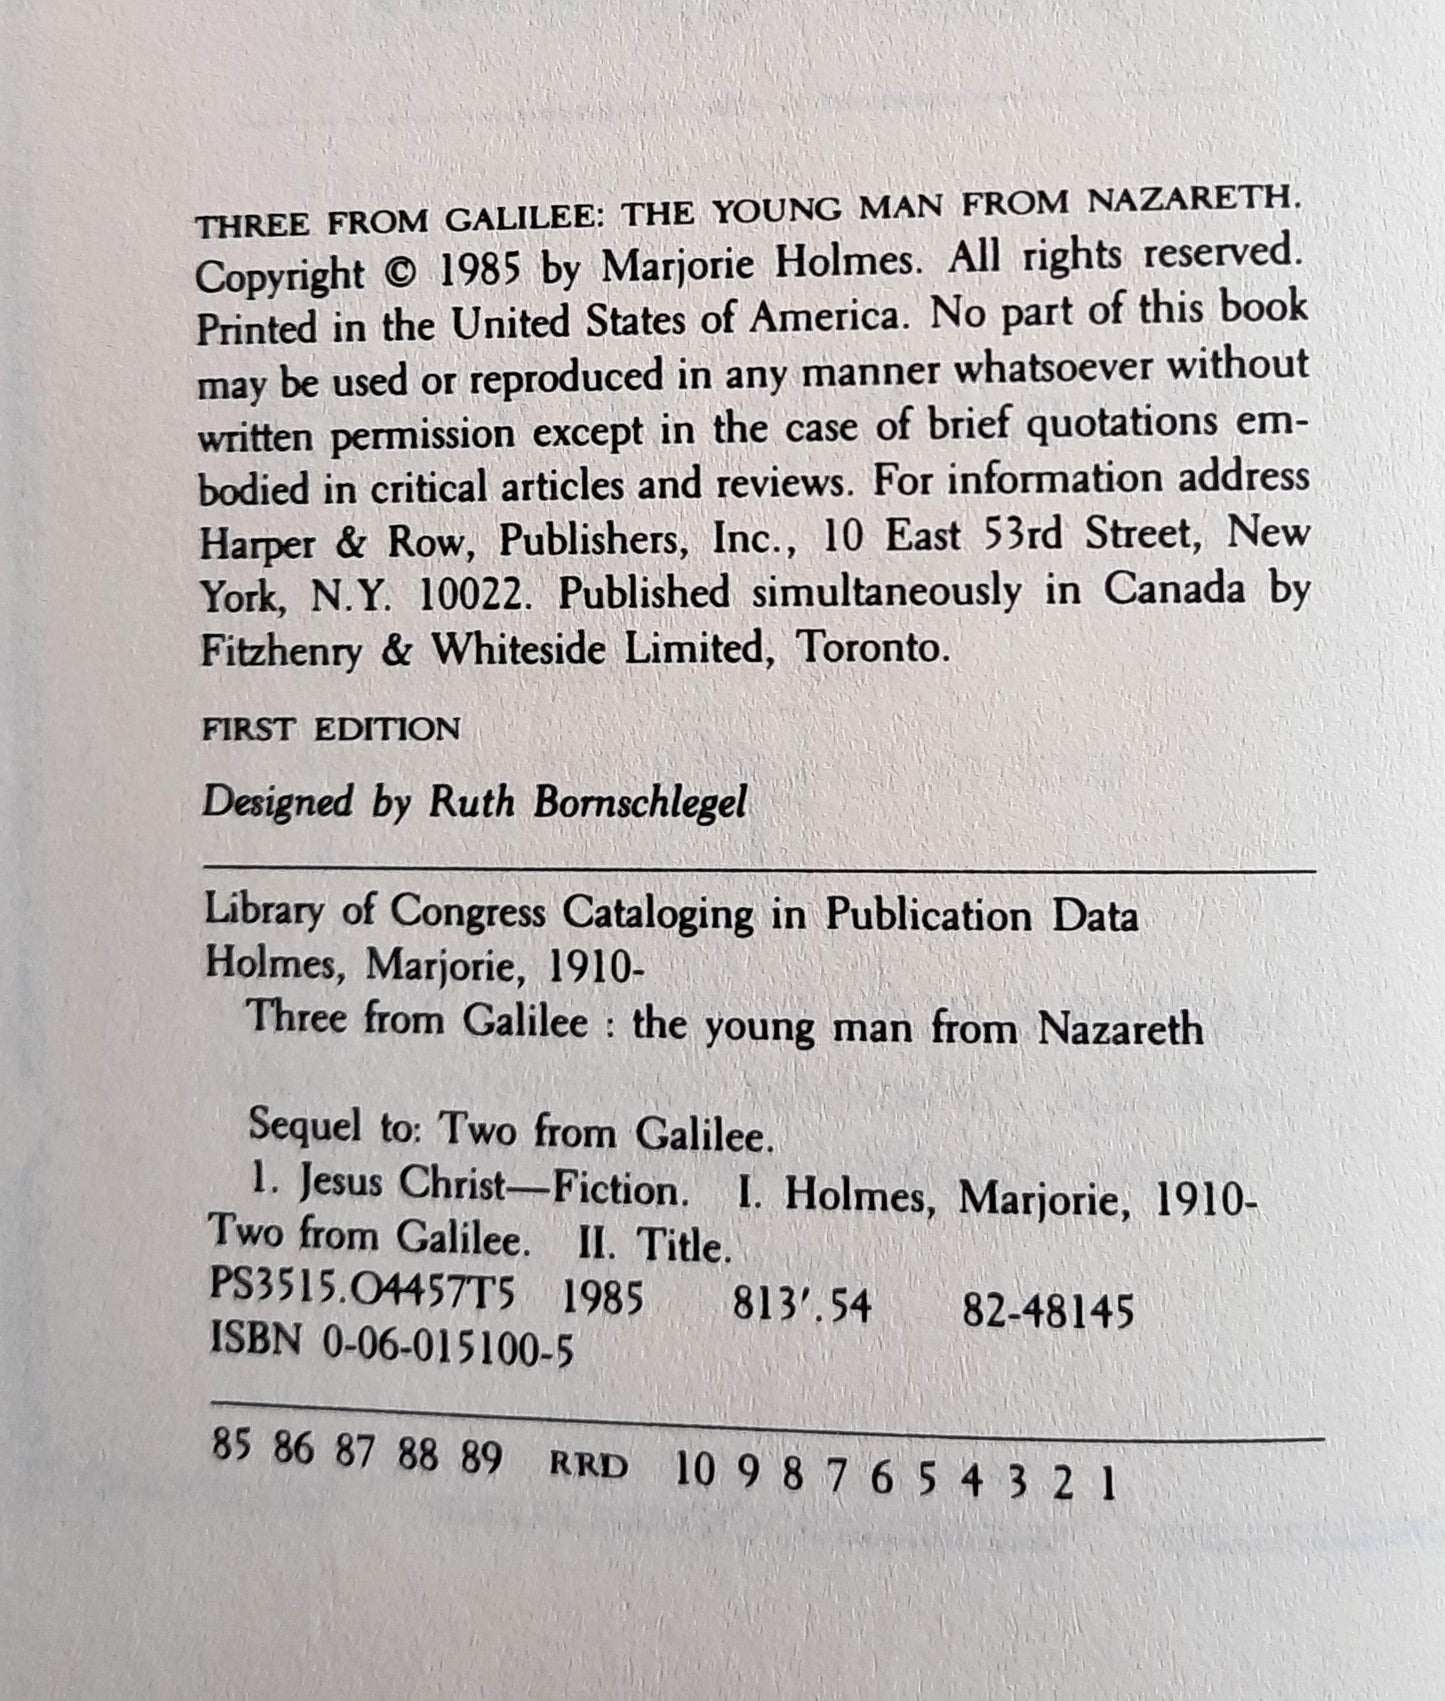 THREE FROM GALILEE: THE YOUNG MAN FROM NAZARETH.
Copyright © 1985 by Marjorie Holmes. All rights reserved.
Printed in the United States of America. No part of this book
may be used or reproduced in any manner whatsoever without
written permission except in the case of brief quotations em-
bodied in critical articles and reviews. For information address
Harper & Row, Publishers, Inc., 10 East 53rd Street, New
York, N.Y. 10022. Published simultaneously in Canada by
Fitzhenry & Whiteside Limited, Toronto.
FIRST EDITION
Designed by Ruth Bornschlegel
Library of Congress Cataloging in Publication Data
Holmes, Marjorie, 1910-
Three from Galilee : the young man from Nazareth
Sequel to: Two from Galilee.
1. Jesus Christ—Fiction. I. Holmes, Marjorie, 1910-
Two from Galilee. II. Title.
PS3515.O4457T5 1985 813′.54 82-48145
ISBN 0-06-015100-5
85 86 87 88 89 RRD 10 9 8 7 6 5 4 3 2 1